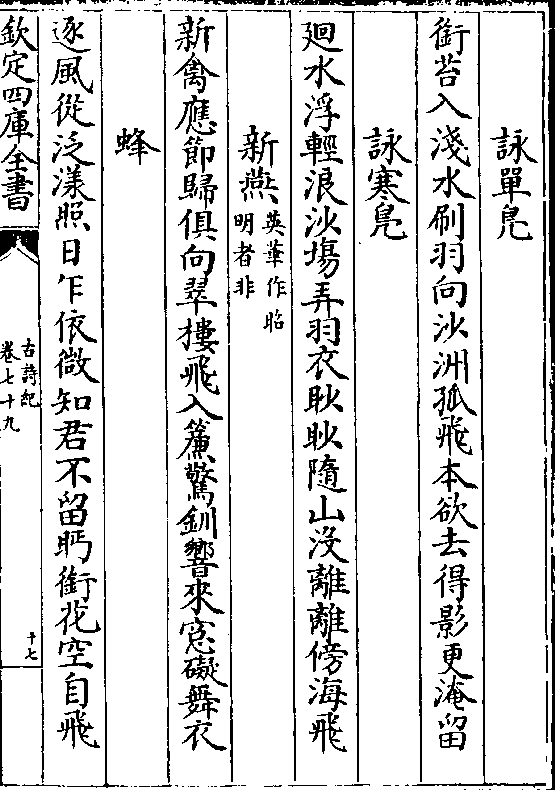 詠單鳬
銜苔入淺水刷羽向沙洲孤飛本欲去得影更淹留
詠寒鳬
廻水浮輕浪沙塲弄羽衣耿耿隨山沒離離傍海飛
新燕英華作昭
明者非
新禽應節歸俱向翠樓飛入簾驚釧響來窓礙舞衣
蜂
逐風從泛漾照日乍依微知君不留眄銜花空自飛
欽定四庫全書
古詩紀
卷七十九
十七